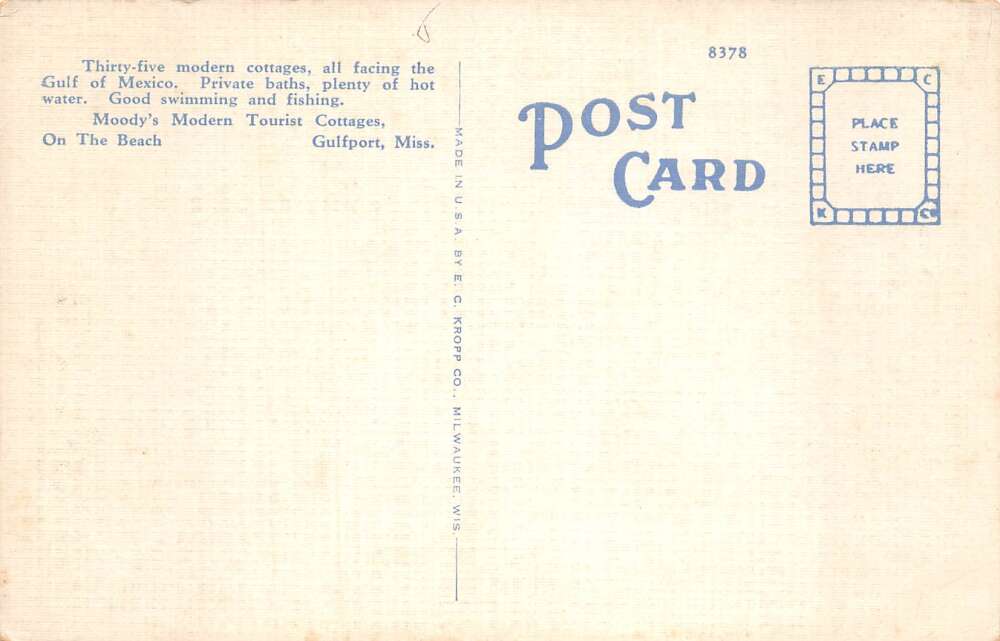 Thirty-five modern cottages, all facing the
Gulf of Mexico. Private baths, plenty of hot
water. Good swimming and fishing.
Moody's Modern Tourist Cottages,
On The Beach Gulfport, Miss.
MADE IN U.S.A. BY E. C. KROPP CO., MILWAUKEE, WIS.
8378
POST
CARD
E C
PLACE
STAMP
HERE
K CO